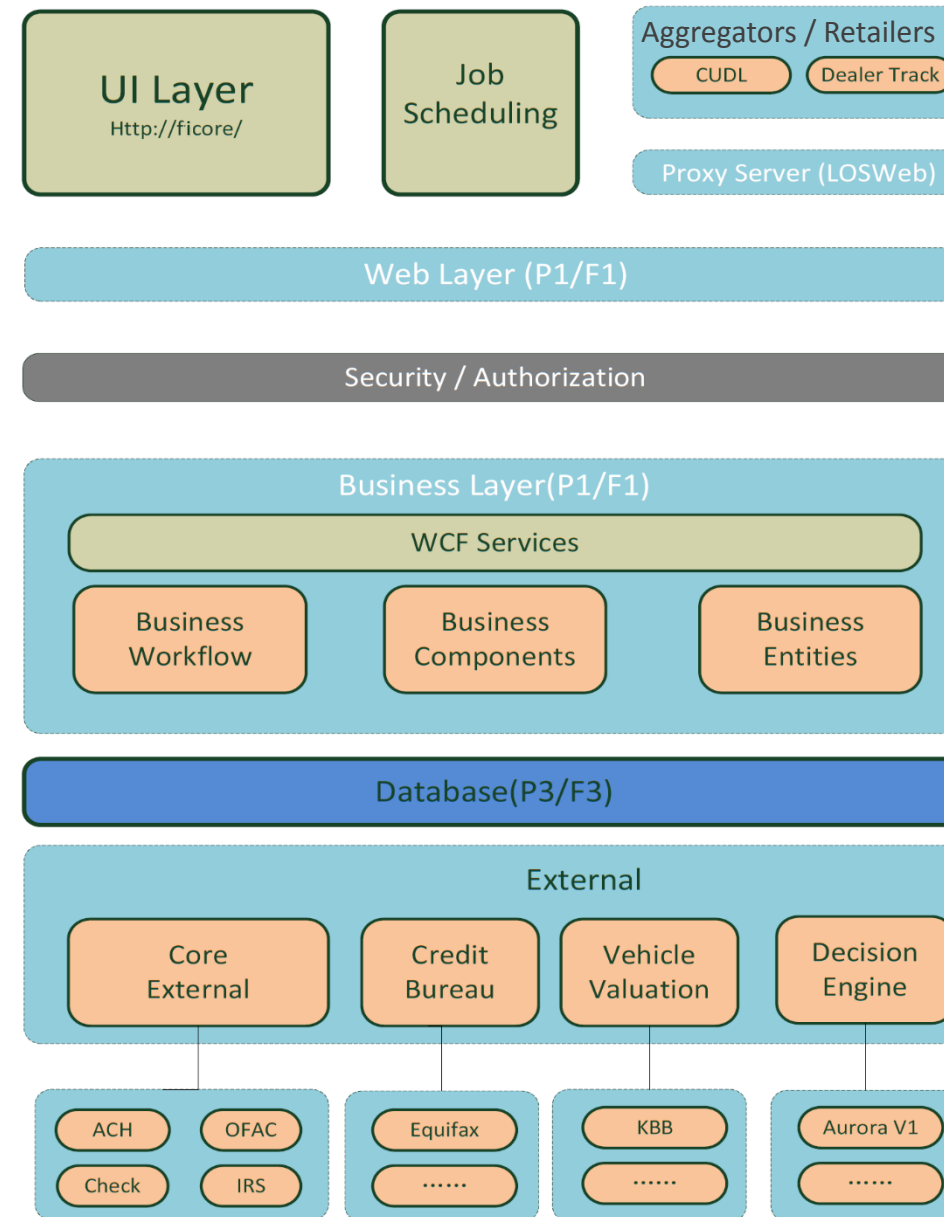 UI Layer
Http://ficore/
Job
Scheduling
Aggregators / Retailers
CUDL
Dealer Track
Proxy Server (LOSWeb)
Web Layer (P1/F1)
Security / Authorization
Business Layer(P1/F1)
WCF Services
Business
Workflow
Business
Components
Business
Entities
Database(P3/F3)
External
Core
External
Credit
Bureau
Vehicle
Valuation
Decision
Engine
ACH
OFAC
Check
IRS
Equifax
......
KBB
......
Aurora V1
......